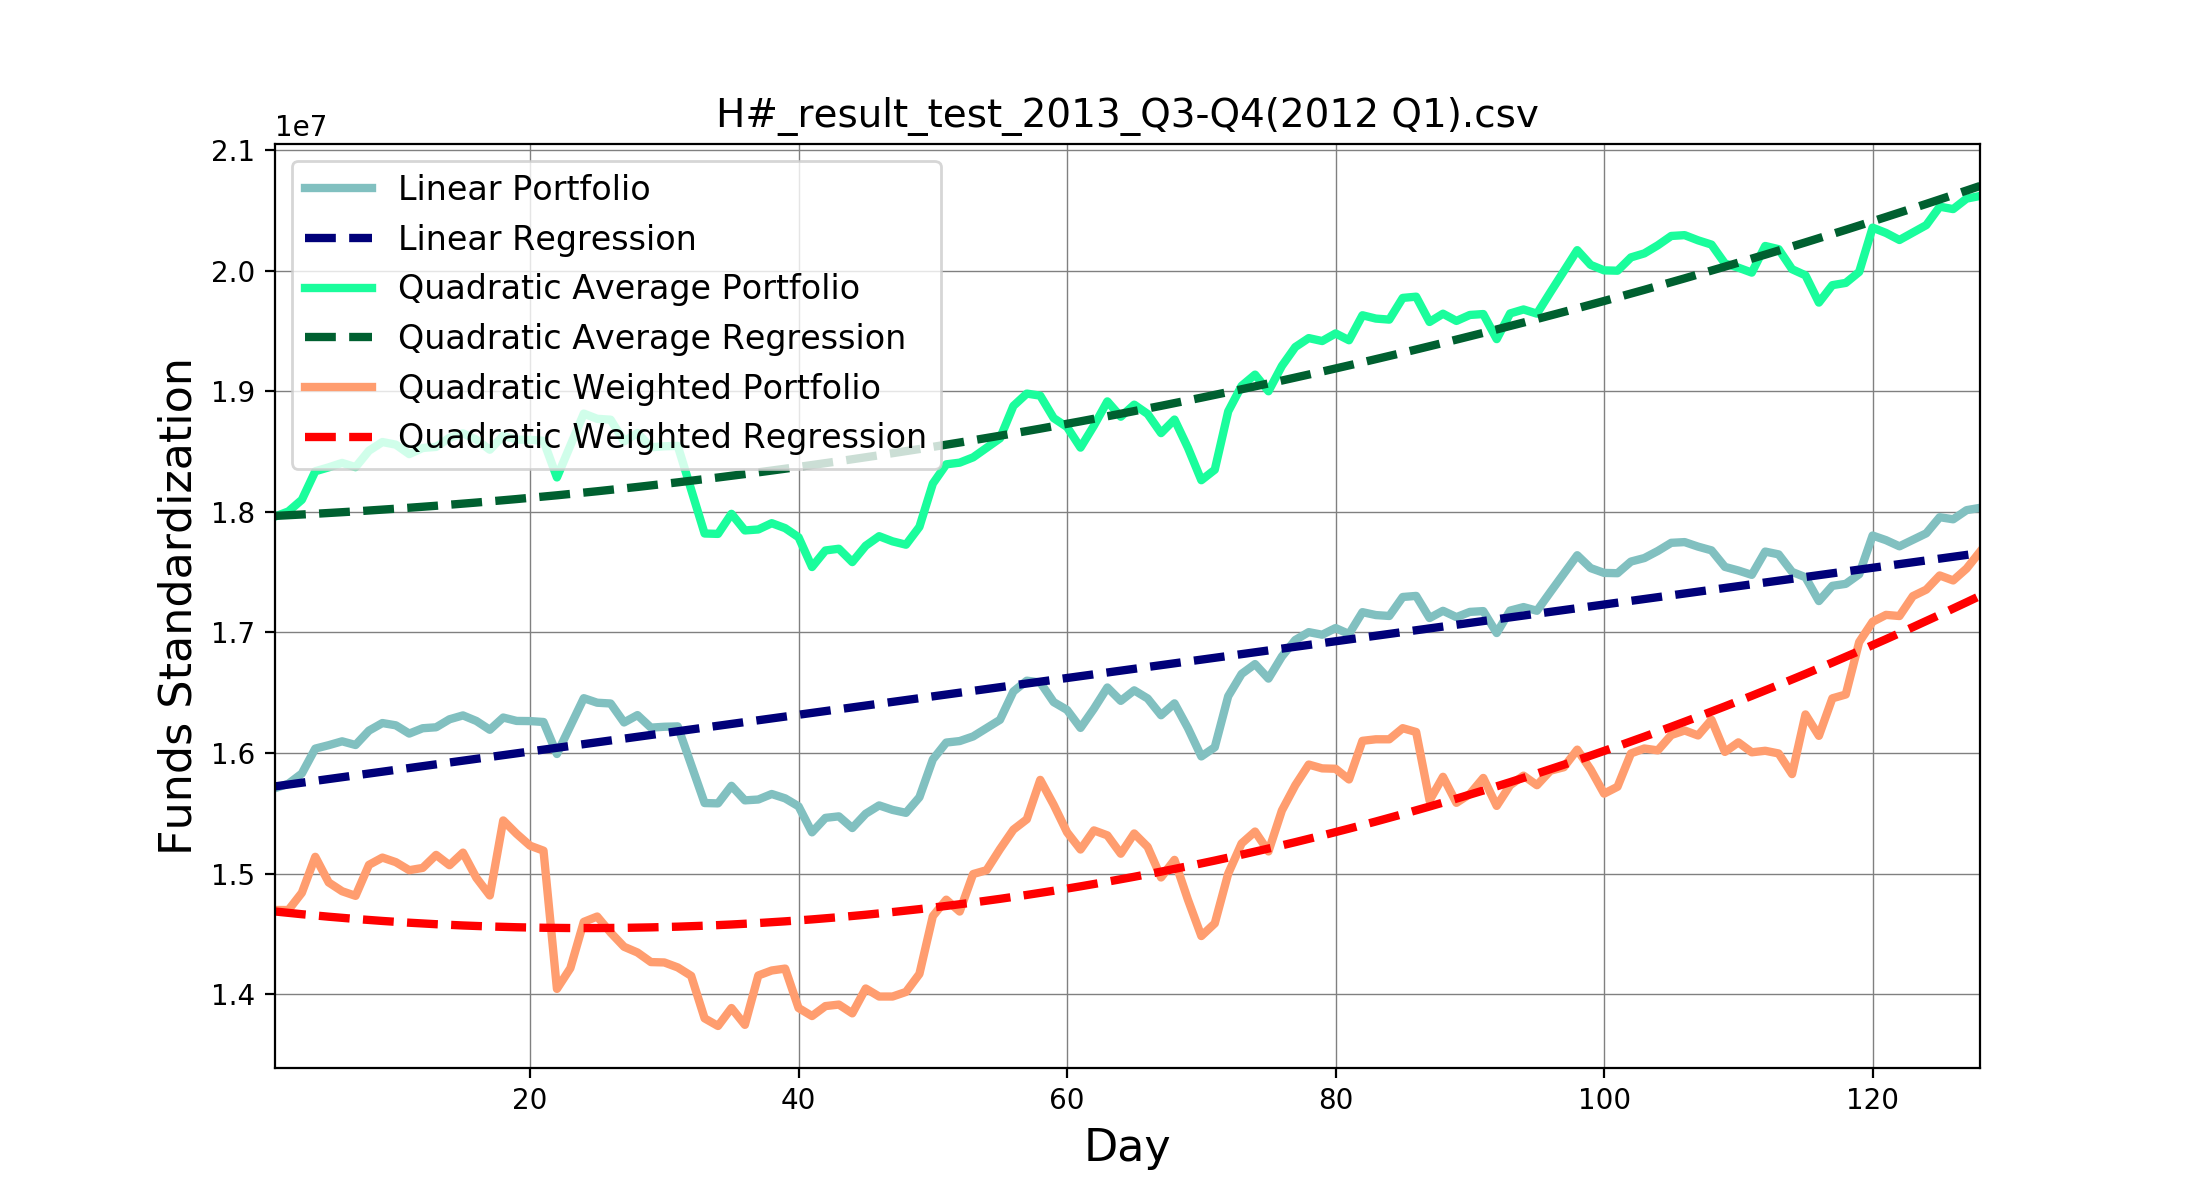 H#_result_test_2013_Q3-Q4(2012 Q1).csv
1e7
2.1
2.0
1.9
1.8
1.7
1.6
1.5
1.4
Funds Standardization
Linear Portfolio
Linear Regression
Quadratic Average Portfolio
Quadratic Average Regression
Quadratic Weighted Portfolio
Quadratic Weighted Regression
20 40 60 80 100 120
Day